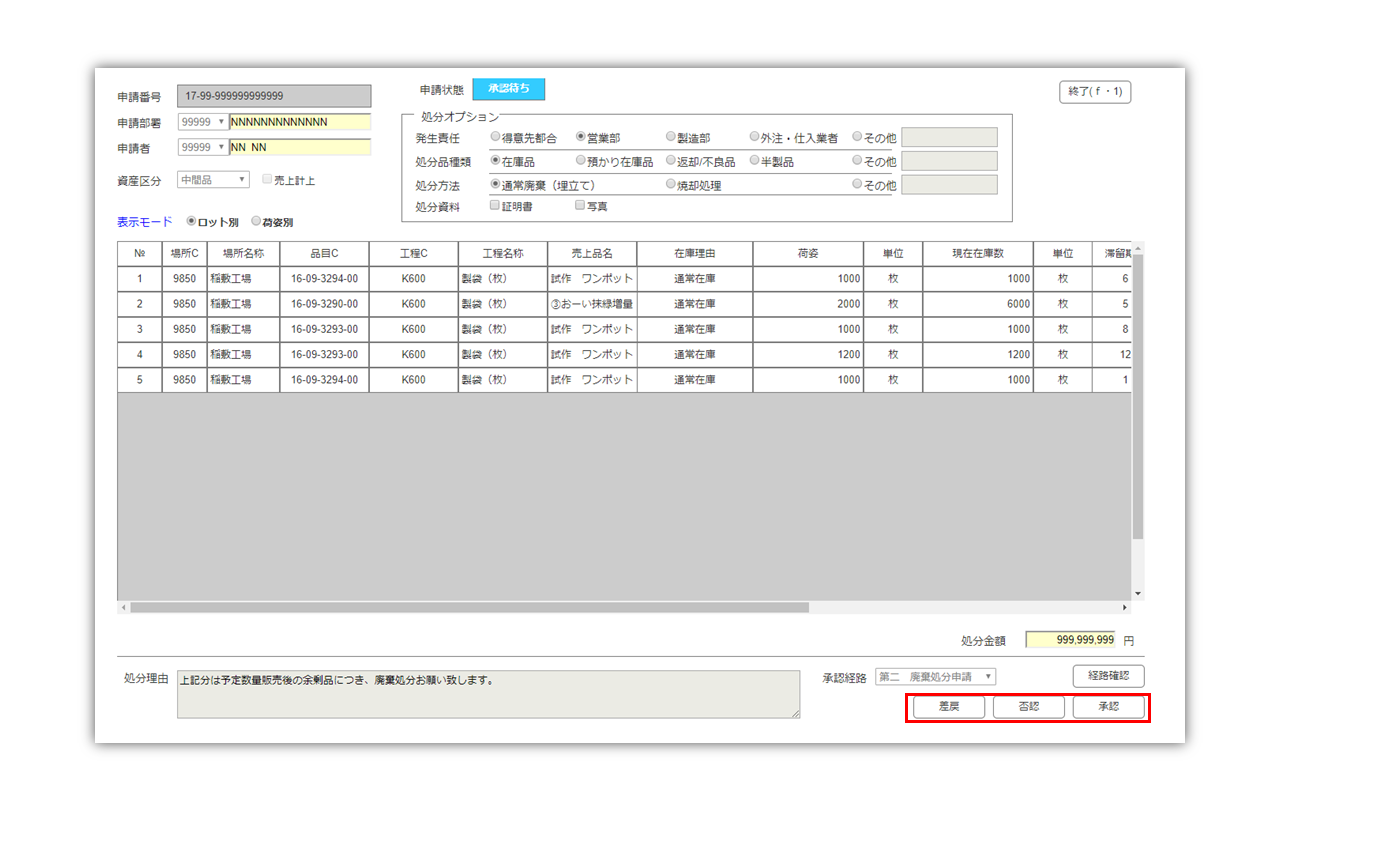 申請番号 17-99-999999999999 申請状態 承認待ち 終了(ｆ・1)
申請部署 99999 NNNNNNNNNNNNN
申請者 99999 NN NN
資産区分 中間品 売上計上
処分オプション
発生責任 得意先都合 営業部 製造部 外注・仕入業者 その他
処分品種類 在庫品 預かり在庫品 返却/不良品 半製品 その他
処分方法 通常廃棄（埋立て） 焼却処理 その他
処分資料 証明書 写真
表示モード ロット別 荷姿別
№ 場所C 場所名称 品目C 工程C 工程名称 売上品名 在庫理由 荷姿 単位 現在在庫数 単位 滞留期
1 9850 稲敷工場 16-09-3294-00 K600 製袋（枚） 試作　ワンポット 通常在庫 1000 枚 1000 枚 6
2 9850 稲敷工場 16-09-3290-00 K600 製袋（枚） ③おーい抹緑増量 通常在庫 2000 枚 6000 枚 5
3 9850 稲敷工場 16-09-3293-00 K600 製袋（枚） 試作　ワンポット 通常在庫 1000 枚 1000 枚 8
4 9850 稲敷工場 16-09-3293-00 K600 製袋（枚） 試作　ワンポット 通常在庫 1200 枚 1200 枚 12
5 9850 稲敷工場 16-09-3294-00 K600 製袋（枚） 試作　ワンポット 通常在庫 1000 枚 1000 枚 1
処分金額 999,999,999 円
処分理由 上記分は予定数量販売後の余剰品につき、廃棄処分お願い致します。
承認経路 第二　廃棄処分申請 経路確認
差戻 否認 承認